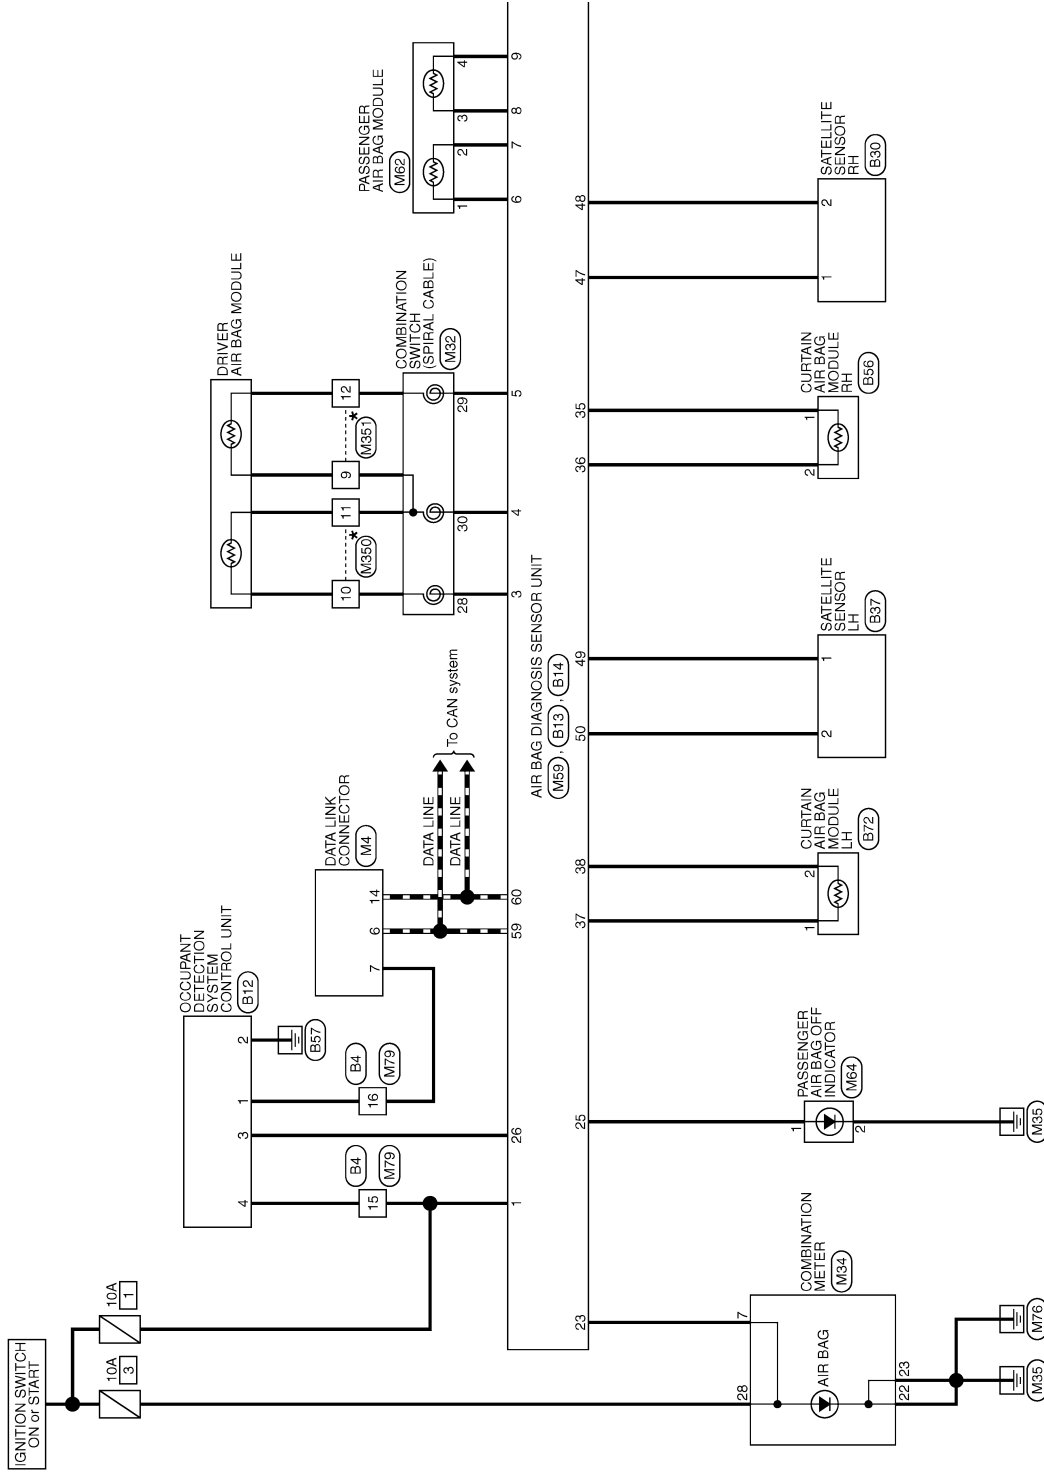 IGNITION SWITCH
ON or START
10A
3
10A
1
OCCUPANT
DETECTION
SYSTEM
CONTROL UNIT
B12
4
3
1
2
B57
15
B4
M79
16
B4
M79
DATA LINK
CONNECTOR
M4
7
6
14
DATA LINE
DATA LINE
To CAN system
DRIVER
AIR BAG MODULE
10
11
9
12
*
M350
*
M351
COMBINATION
SWITCH
(SPIRAL CABLE)
M32
28
30
29
PASSENGER
AIR BAG MODULE
M62
1
2
3
4
1
26
59
60
3
4
5
6
7
8
9
AIR BAG DIAGNOSIS SENSOR UNIT
M59 , B13 , B14
23
25
37
38
50
49
36
35
47
48
COMBINATION
METER
M34
28
7
AIR BAG
22
23
M35
M76
PASSENGER
AIR BAG OFF
INDICATOR
M64
1
2
M35
CURTAIN
AIR BAG
MODULE
LH
B72
1
2
SATELLITE
SENSOR
LH
B37
2
1
CURTAIN
AIR BAG
MODULE
RH
B56
2
1
SATELLITE
SENSOR
RH
B30
1
2